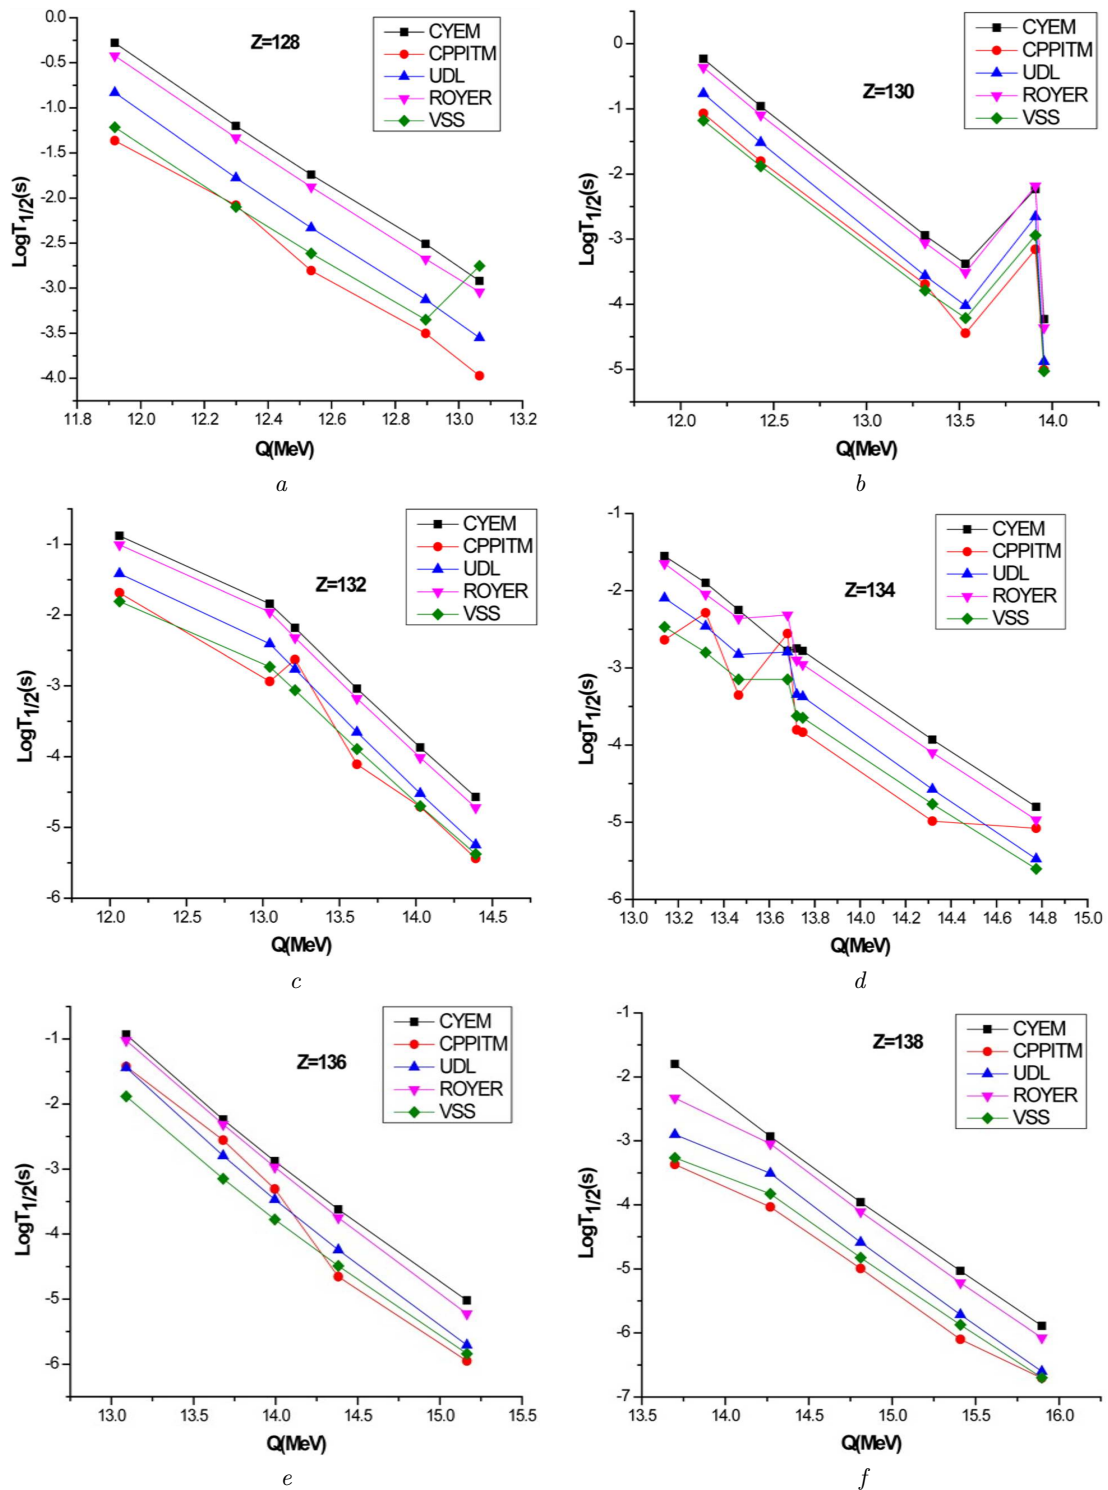 CYEM
CPPITM
UDL
ROYER
VSS
Z=128
0.0
-0.5
-1.0
-1.5
-2.0
-2.5
-3.0
-3.5
-4.0
LogT1/2(s)
11.8 12.0 12.2 12.4 12.6 12.8 13.0 13.2
Q(MeV)
a
CYEM
CPPITM
UDL
ROYER
VSS
Z=130
0
-1
-2
-3
-4
-5
LogT1/2(s)
12.0 12.5 13.0 13.5 14.0
Q(MeV)
b
CYEM
CPPITM
UDL
ROYER
VSS
Z=132
-1
-2
-3
-4
-5
-6
LogT1/2(s)
12.0 12.5 13.0 13.5 14.0 14.5
Q(MeV)
c
CYEM
CPPITM
UDL
ROYER
VSS
Z=134
-1
-2
-3
-4
-5
-6
LogT1/2(s)
13.0 13.2 13.4 13.6 13.8 14.0 14.2 14.4 14.6 14.8 15.0
Q(MeV)
d
CYEM
CPPITM
UDL
ROYER
VSS
Z=136
-1
-2
-3
-4
-5
-6
LogT1/2(s)
13.0 13.5 14.0 14.5 15.0 15.5
Q(MeV)
e
CYEM
CPPITM
UDL
ROYER
VSS
Z=138
-1
-2
-3
-4
-5
-6
-7
LogT1/2(s)
13.5 14.0 14.5 15.0 15.5 16.0
Q(MeV)
f